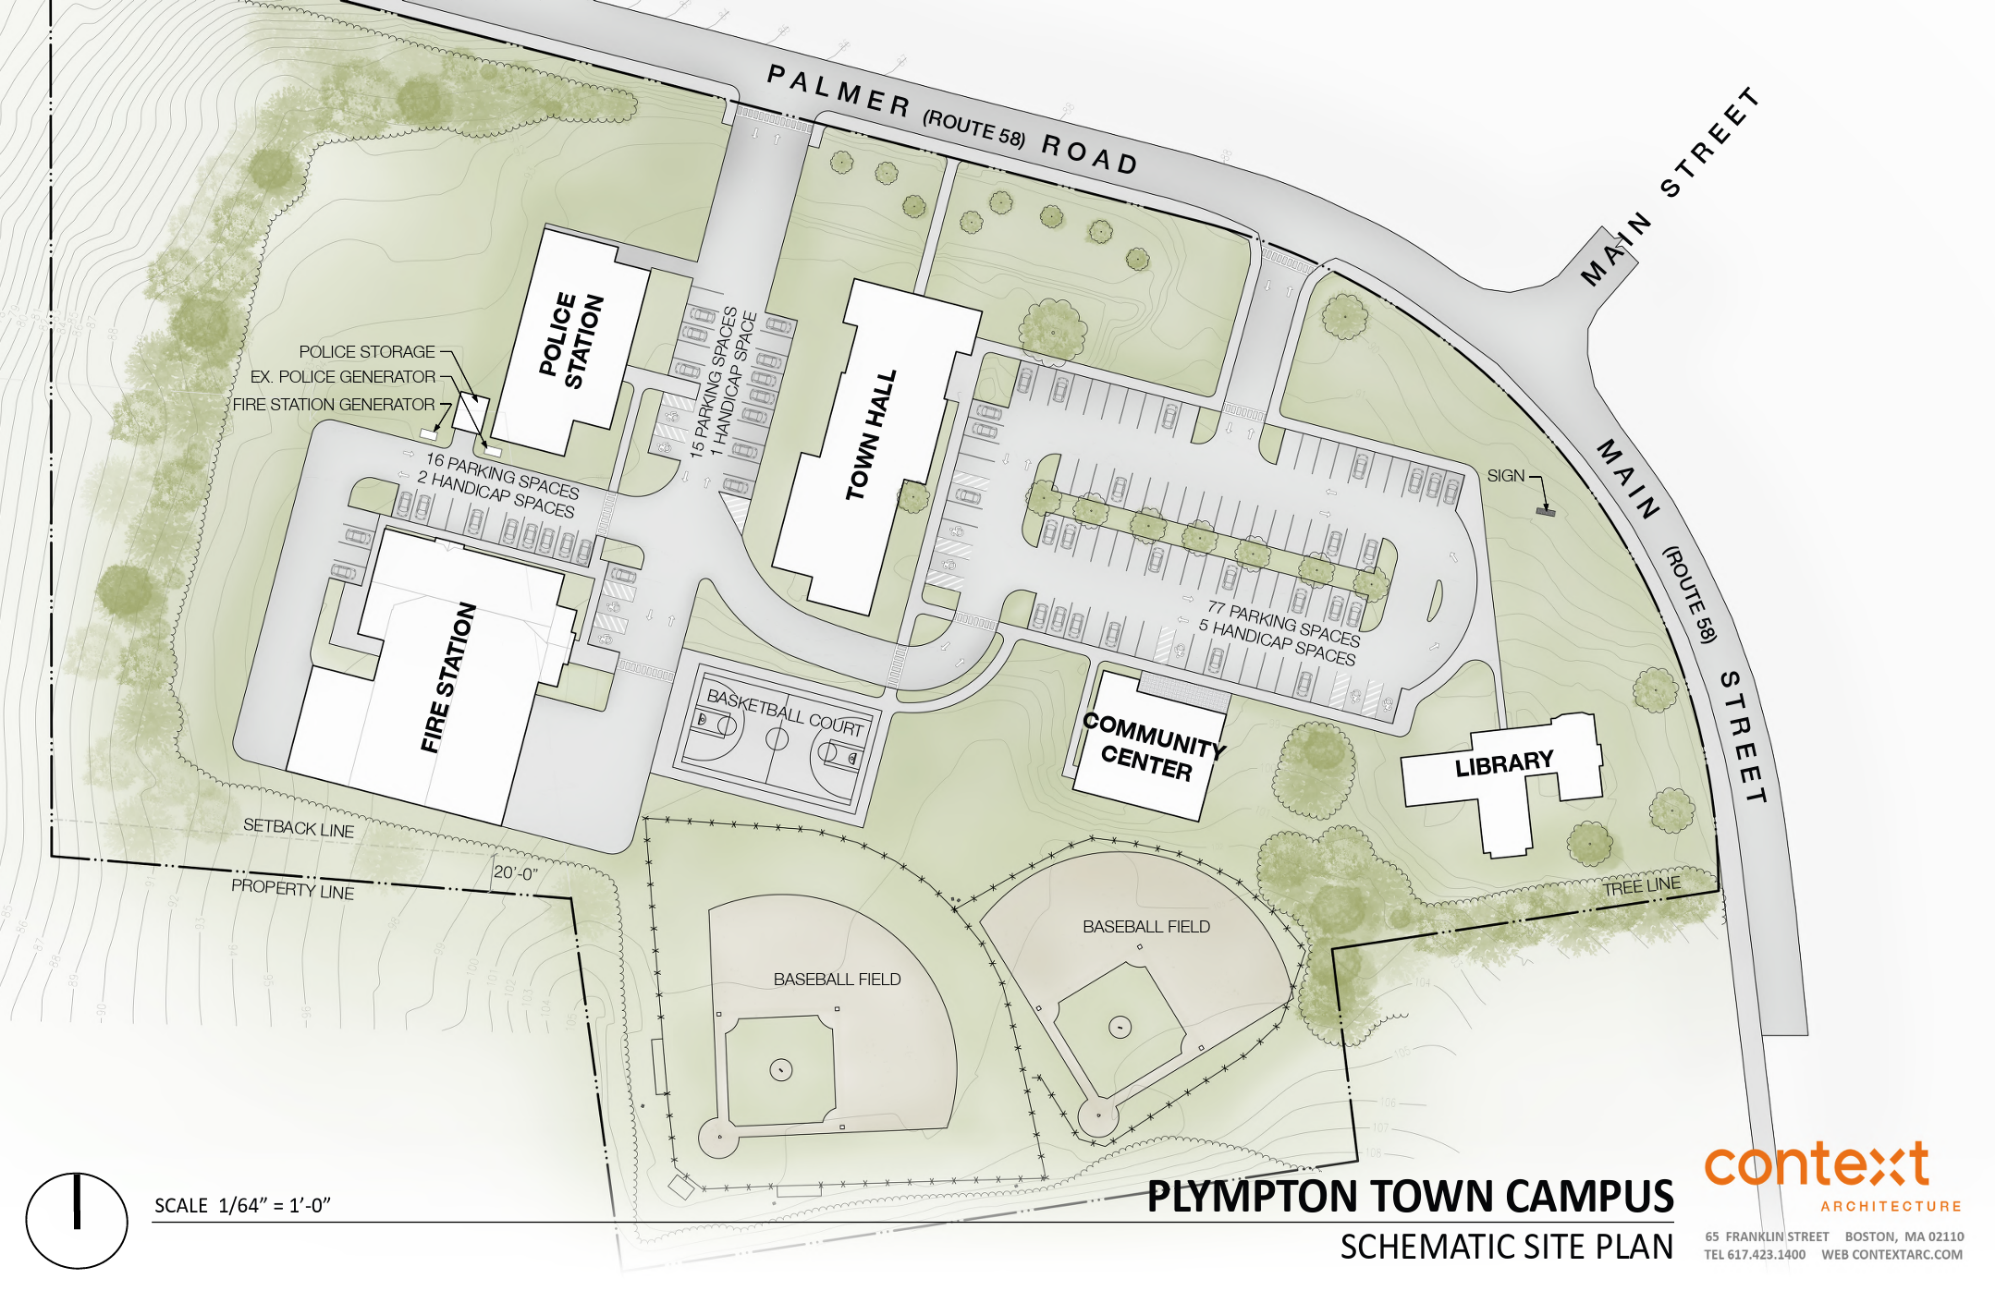 PALMER (ROUTE 58) ROAD
MAIN STREET
MAIN (ROUTE 58) STREET
POLICE STATION
POLICE STORAGE
EX. POLICE GENERATOR
FIRE STATION GENERATOR
15 PARKING SPACES
1 HANDICAP SPACE
TOWN HALL
16 PARKING SPACES
2 HANDICAP SPACES
SIGN
FIRE STATION
77 PARKING SPACES
5 HANDICAP SPACES
BASKETBALL COURT
COMMUNITY
CENTER
LIBRARY
SETBACK LINE
20'-0"
PROPERTY LINE
TREE LINE
BASEBALL FIELD
BASEBALL FIELD
SCALE 1/64" = 1'-0"
PLYMPTON TOWN CAMPUS
SCHEMATIC SITE PLAN
context
ARCHITECTURE
65 FRANKLIN STREET BOSTON, MA 02110
TEL 617.423.1400 WEB CONTEXTARC.COM